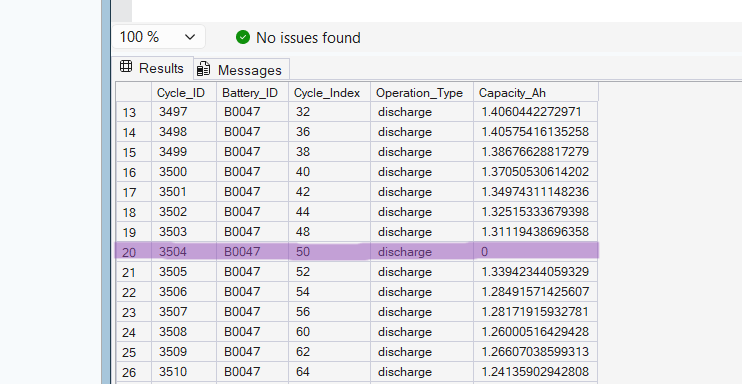 100 % No issues found
Results Messages
Cycle_ID Battery_ID Cycle_Index Operation_Type Capacity_Ah
13 3497 B0047 32 discharge 1.4060442272971
14 3498 B0047 36 discharge 1.40575416135258
15 3499 B0047 38 discharge 1.38676628817279
16 3500 B0047 40 discharge 1.37050530614202
17 3501 B0047 42 discharge 1.34974311148236
18 3502 B0047 44 discharge 1.32515333679398
19 3503 B0047 48 discharge 1.31119438696358
20 3504 B0047 50 discharge 0
21 3505 B0047 52 discharge 1.33942344059329
22 3506 B0047 54 discharge 1.28491571425607
23 3507 B0047 56 discharge 1.28171915932781
24 3508 B0047 60 discharge 1.26000516429428
25 3509 B0047 62 discharge 1.26607038599313
26 3510 B0047 64 discharge 1.24135902942808